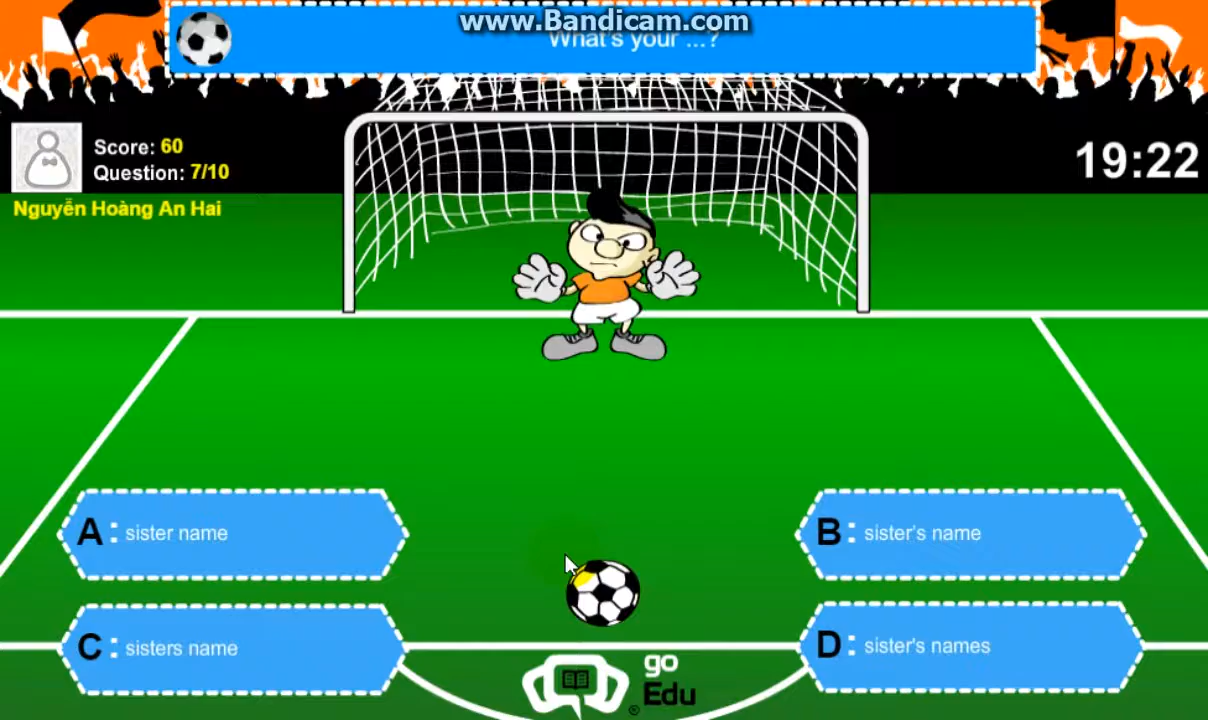 www.Bandicam.com
What's your ...?
Score: 60
Question: 7/10
19:22
Nguyễn Hoàng An Hai
A : sister name
B : sister's name
C : sisters name
D : sister's names
go
Edu
®